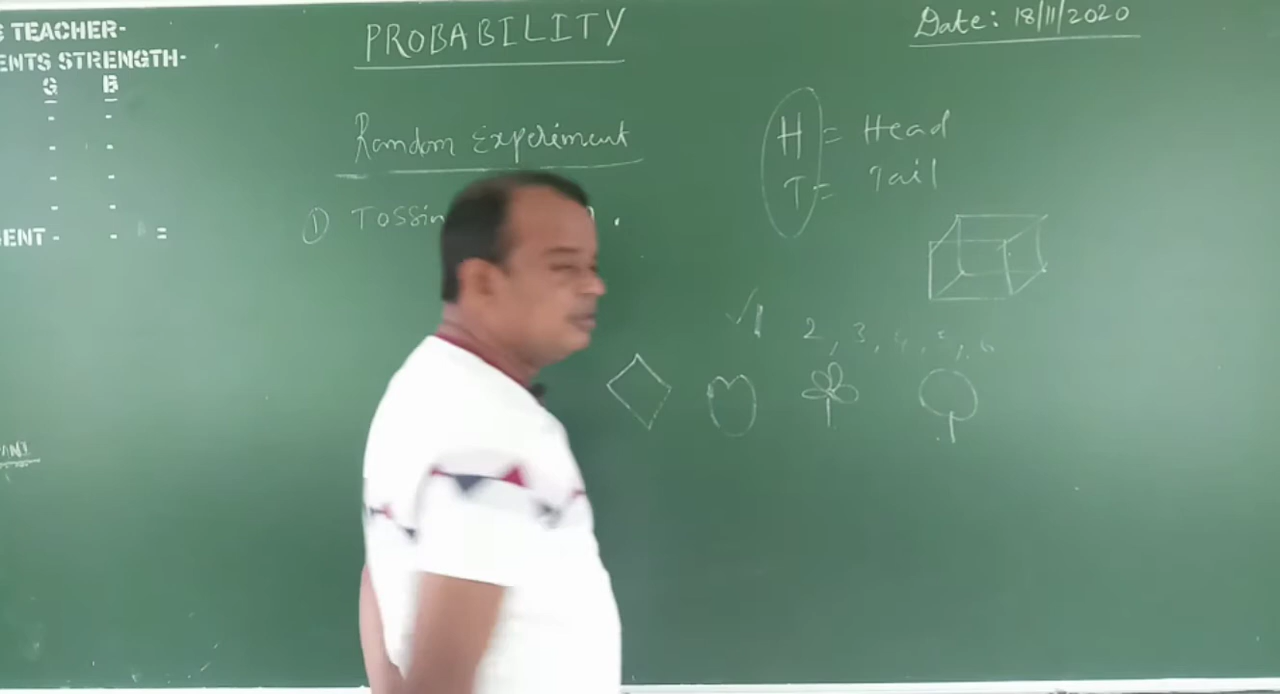 TEACHER-
ENTS STRENGTH-
G B
- -
- -
- -
- -
ENT - - =
PROBABILITY
Date: 18/11/2020
Random Experiment
① Tossin
H = Head
T = Tail
1 2, 3, 4, 5, 6